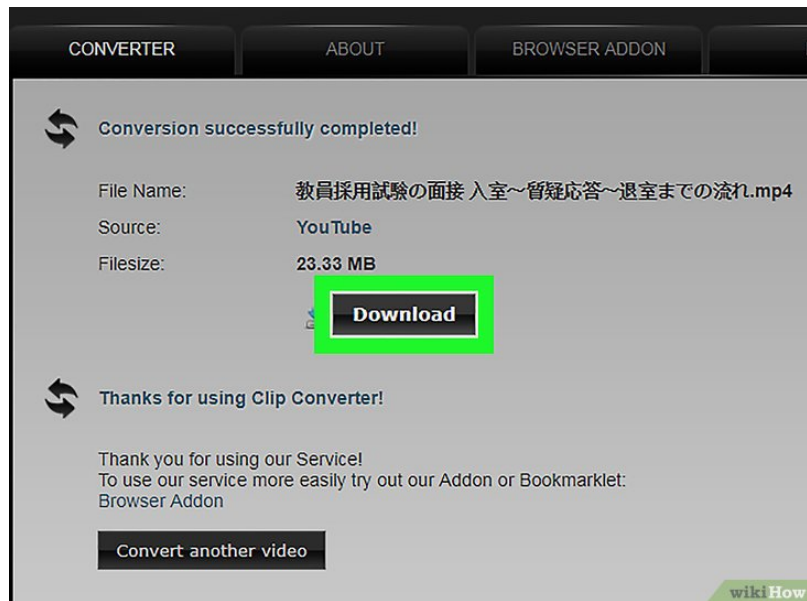 CONVERTER
ABOUT
BROWSER ADDON
Conversion successfully completed!
File Name: 教員採用試験の面接 入室～質疑応答～退室までの流れ.mp4
Source: YouTube
Filesize: 23.33 MB
Download
Thanks for using Clip Converter!
Thank you for using our Service!
To use our service more easily try out our Addon or Bookmarklet:
Browser Addon
Convert another video
wikiHow